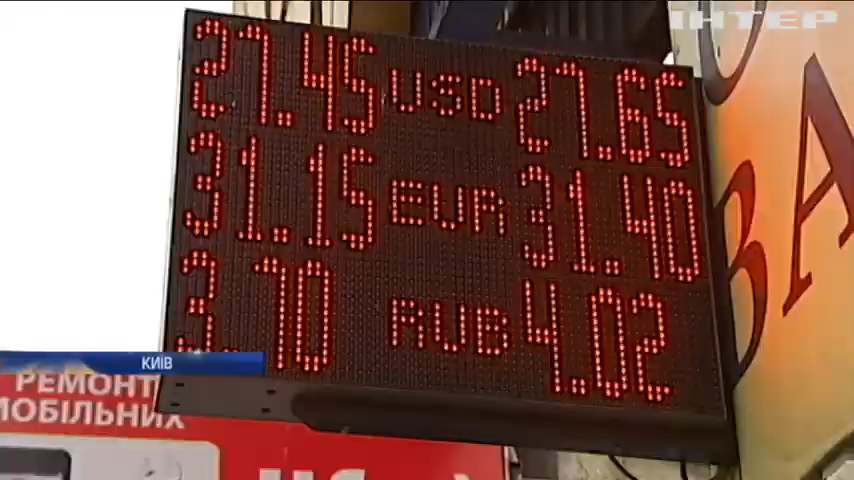 ІНТЕР
27.45 USD 27.65
31.15 EUR 31.40
3.70 RUB 4.02
ВА
КИЇВ
РЕМОНТ
МОБІЛЬНИХ